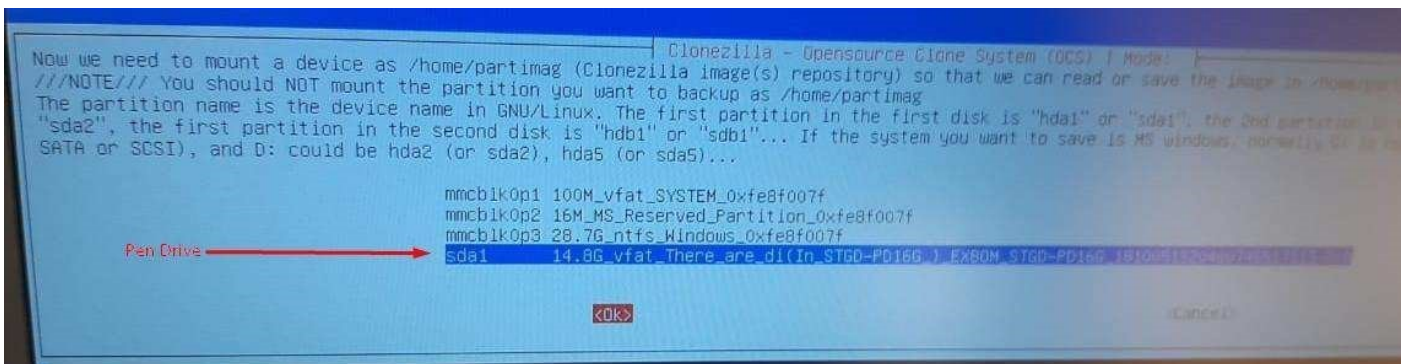 Clonezilla - Opensource Clone System (OCS) | Mode:
Now we need to mount a device as /home/partimag (Clonezilla image(s) repository) so that we can read or save the image in
///NOTE/// You should NOT mount the partition you want to backup as /home/partimag
The partition name is the device name in GNU/Linux. The first partition in the first disk is "hda1" or "sda1", the 2nd partition
"sda2", the first partition in the second disk is "hdb1" or "sdb1"... If the system you want to save is MS windows, normally C:
SATA or SCSI), and D: could be hda2 (or sda2), hda5 (or sda5)...
mmcblk0p1 100M_vfat_SYSTEM_0xfe8f007f
mmcblk0p2 16M_MS_Reserved_Partition_0xfe8f007f
mmcblk0p3 28.7G_ntfs_Windows_0xfe8f007f
Pen Drive
sda1 14.8G_vfat_There_are_di(In_STGD-PD16G_)_EXBOM_STGD-PD16G
<Ok>
<Cancel>